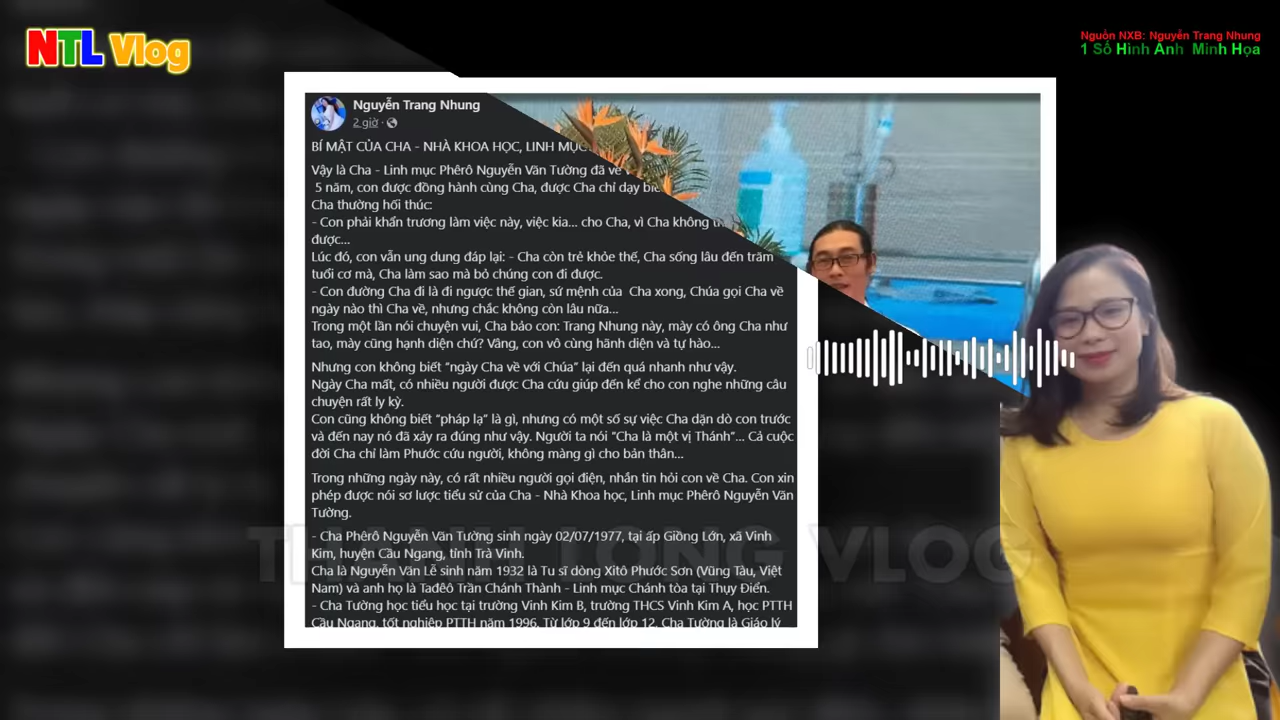 NTL Vlog
Nguồn NXB: Nguyễn Trang Nhung
1 Số Hình Ảnh Minh Họa
Nguyễn Trang Nhung
2 giờ ·
BÍ MẬT CỦA CHA - NHÀ KHOA HỌC, LINH MỤC
Vậy là Cha - Linh mục Phêrô Nguyễn Văn Tường đã về
5 năm, con được đồng hành cùng Cha, được Cha chỉ dạy
Cha thường hối thúc:
- Con phải khẩn trương làm việc này, việc kia... cho Cha, vì Cha không
được...
Lúc đó, con vẫn ung dung đáp lại: - Cha còn trẻ khỏe thế, Cha sống lâu đến trăm
tuổi cơ mà, Cha làm sao mà bỏ chúng con đi được.
- Con đường Cha đi là đi ngược thế gian, sứ mệnh của Cha xong, Chúa gọi Cha về
ngày nào thì Cha về, nhưng chắc không còn lâu nữa...
Trong một lần nói chuyện vui, Cha bảo con: Trang Nhung này, mày có ông Cha như
tao, mày cũng hạnh diện chứ? Vâng, con vô cùng hãnh diện và tự hào...
Nhưng con không biết "ngày Cha về với Chúa" lại đến quá nhanh như vậy.
Ngày Cha mất, có nhiều người được Cha cứu giúp đến kể cho con nghe những câu
chuyện rất ly kỳ.
Con cũng không biết "pháp lạ" là gì, nhưng có một số sự việc Cha dặn dò con trước
và đến nay nó đã xảy ra đúng như vậy. Người ta nói "Cha là một vị Thánh"... Cả cuộc
đời Cha chỉ làm Phước cứu người, không màng gì cho bản thân...
Trong những ngày này, có rất nhiều người gọi điện, nhắn tin hỏi con về Cha. Con xin
phép được nói sơ lược tiểu sử của Cha - Nhà Khoa học, Linh mục Phêrô Nguyễn Văn
Tường.
- Cha Phêrô Nguyễn Văn Tường sinh ngày 02/07/1977, tại ấp Giồng Lớn, xã Vinh
Kim, huyện Cầu Ngang, tỉnh Trà Vinh.
Cha là Nguyễn Văn Lễ sinh năm 1932 là Tu sĩ dòng Xitô Phước Sơn (Vũng Tàu, Việt
Nam) và anh họ là Tađêô Trần Chánh Thành - Linh mục Chánh tòa tại Thụy Điển.
- Cha Tường học tiểu học tại trường Vinh Kim B, trường THCS Vinh Kim A, học PTTH
Cầu Ngang, tốt nghiệp PTTH năm 1996. Từ lớp 9 đến lớp 12, Cha Tường là Giáo lý
THANH LONG VLOG